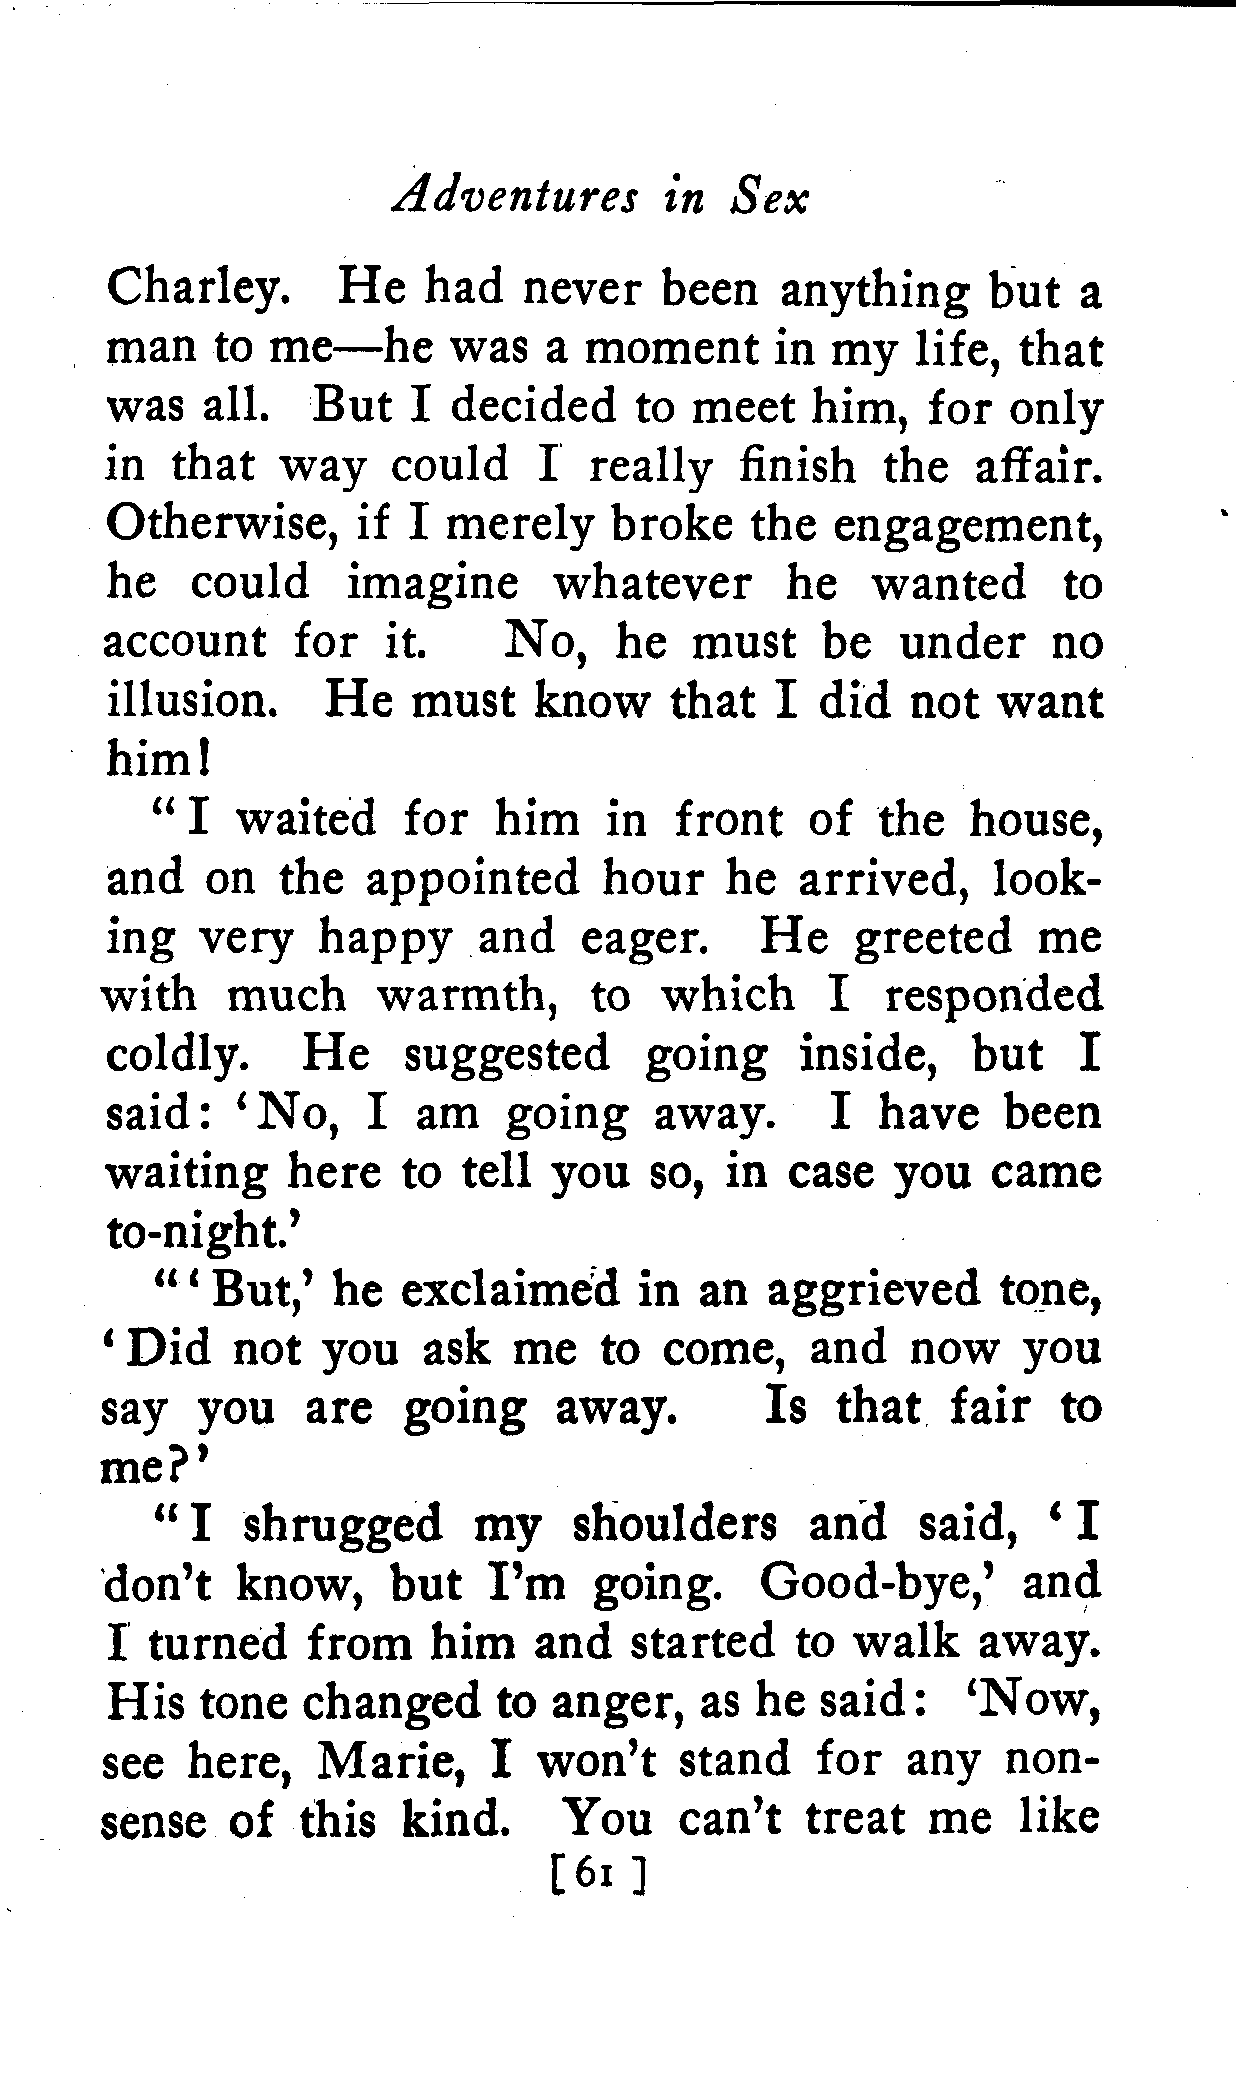 Adventures in Sex
Charley. He had never been anything but a
man to me—he was a moment in my life, that
was all. But I decided to meet him, for only
in that way could I really finish the affair.
Otherwise, if I merely broke the engagement,
he could imagine whatever he wanted to
account for it. No, he must be under no
illusion. He must know that I did not want
him!
"I waited for him in front of the house,
and on the appointed hour he arrived, look-
ing very happy and eager. He greeted me
with much warmth, to which I responded
coldly. He suggested going inside, but I
said: 'No, I am going away. I have been
waiting here to tell you so, in case you came
to-night.'
"'But,' he exclaimed in an aggrieved tone,
'Did not you ask me to come, and now you
say you are going away. Is that fair to
me?'
"I shrugged my shoulders and said, 'I
don't know, but I'm going. Good-bye,' and
I turned from him and started to walk away.
His tone changed to anger, as he said: 'Now,
see here, Marie, I won't stand for any non-
sense of this kind. You can't treat me like
[61]